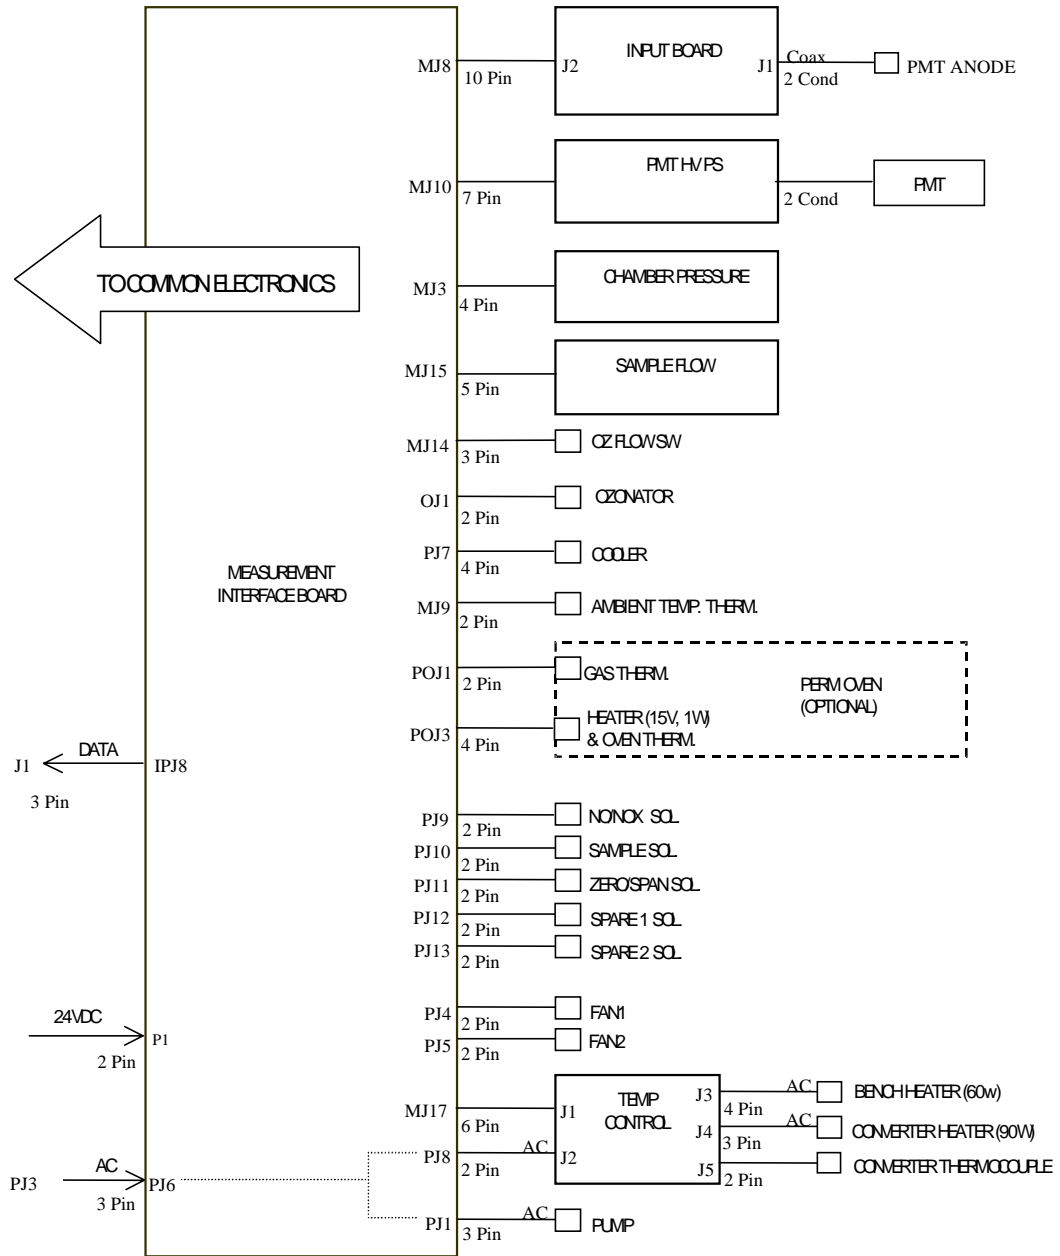 INPUT BOARD
MJ8 J2 J1 Coax PMT ANODE
10 Pin 2 Cond
PMT HVPS
MJ10 PMT
7 Pin 2 Cond
TO COMMON ELECTRONICS
CHAMBER PRESSURE
MJ3
4 Pin
SAMPLE FLOW
MJ15
5 Pin
MJ14 OZ FLOW SW
3 Pin
OJ1 OZONATOR
2 Pin
PJ7 COOLER
4 Pin
MEASUREMENT
INTERFACE BOARD
MJ9 AMBIENT TEMP. THERM.
2 Pin
POJ1 GAS THERM.
2 Pin
PERM OVEN
(OPTIONAL)
POJ3 HEATER (15V, 1W)
& OVEN THERM.
4 Pin
DATA
J1 IPJ8
3 Pin
PJ9 NO/NOX SOL.
2 Pin
PJ10 SAMPLE SOL.
2 Pin
PJ11 ZERO/SPAN SOL.
2 Pin
PJ12 SPARE 1 SOL.
2 Pin
PJ13 SPARE 2 SOL.
2 Pin
PJ4 FAN1
2 Pin
24VDC
P1
2 Pin
PJ5 FAN2
2 Pin
TEMP
CONTROL
J3 AC BENCH HEATER (60w)
4 Pin
MJ17 J1
6 Pin
J4 AC CONVERTER HEATER (90W)
3 Pin
PJ8 AC J2
2 Pin
J5 CONVERTER THERMOCOUPLE
2 Pin
AC
PJ3 PJ6
3 Pin
PJ1 AC PUMP
3 Pin